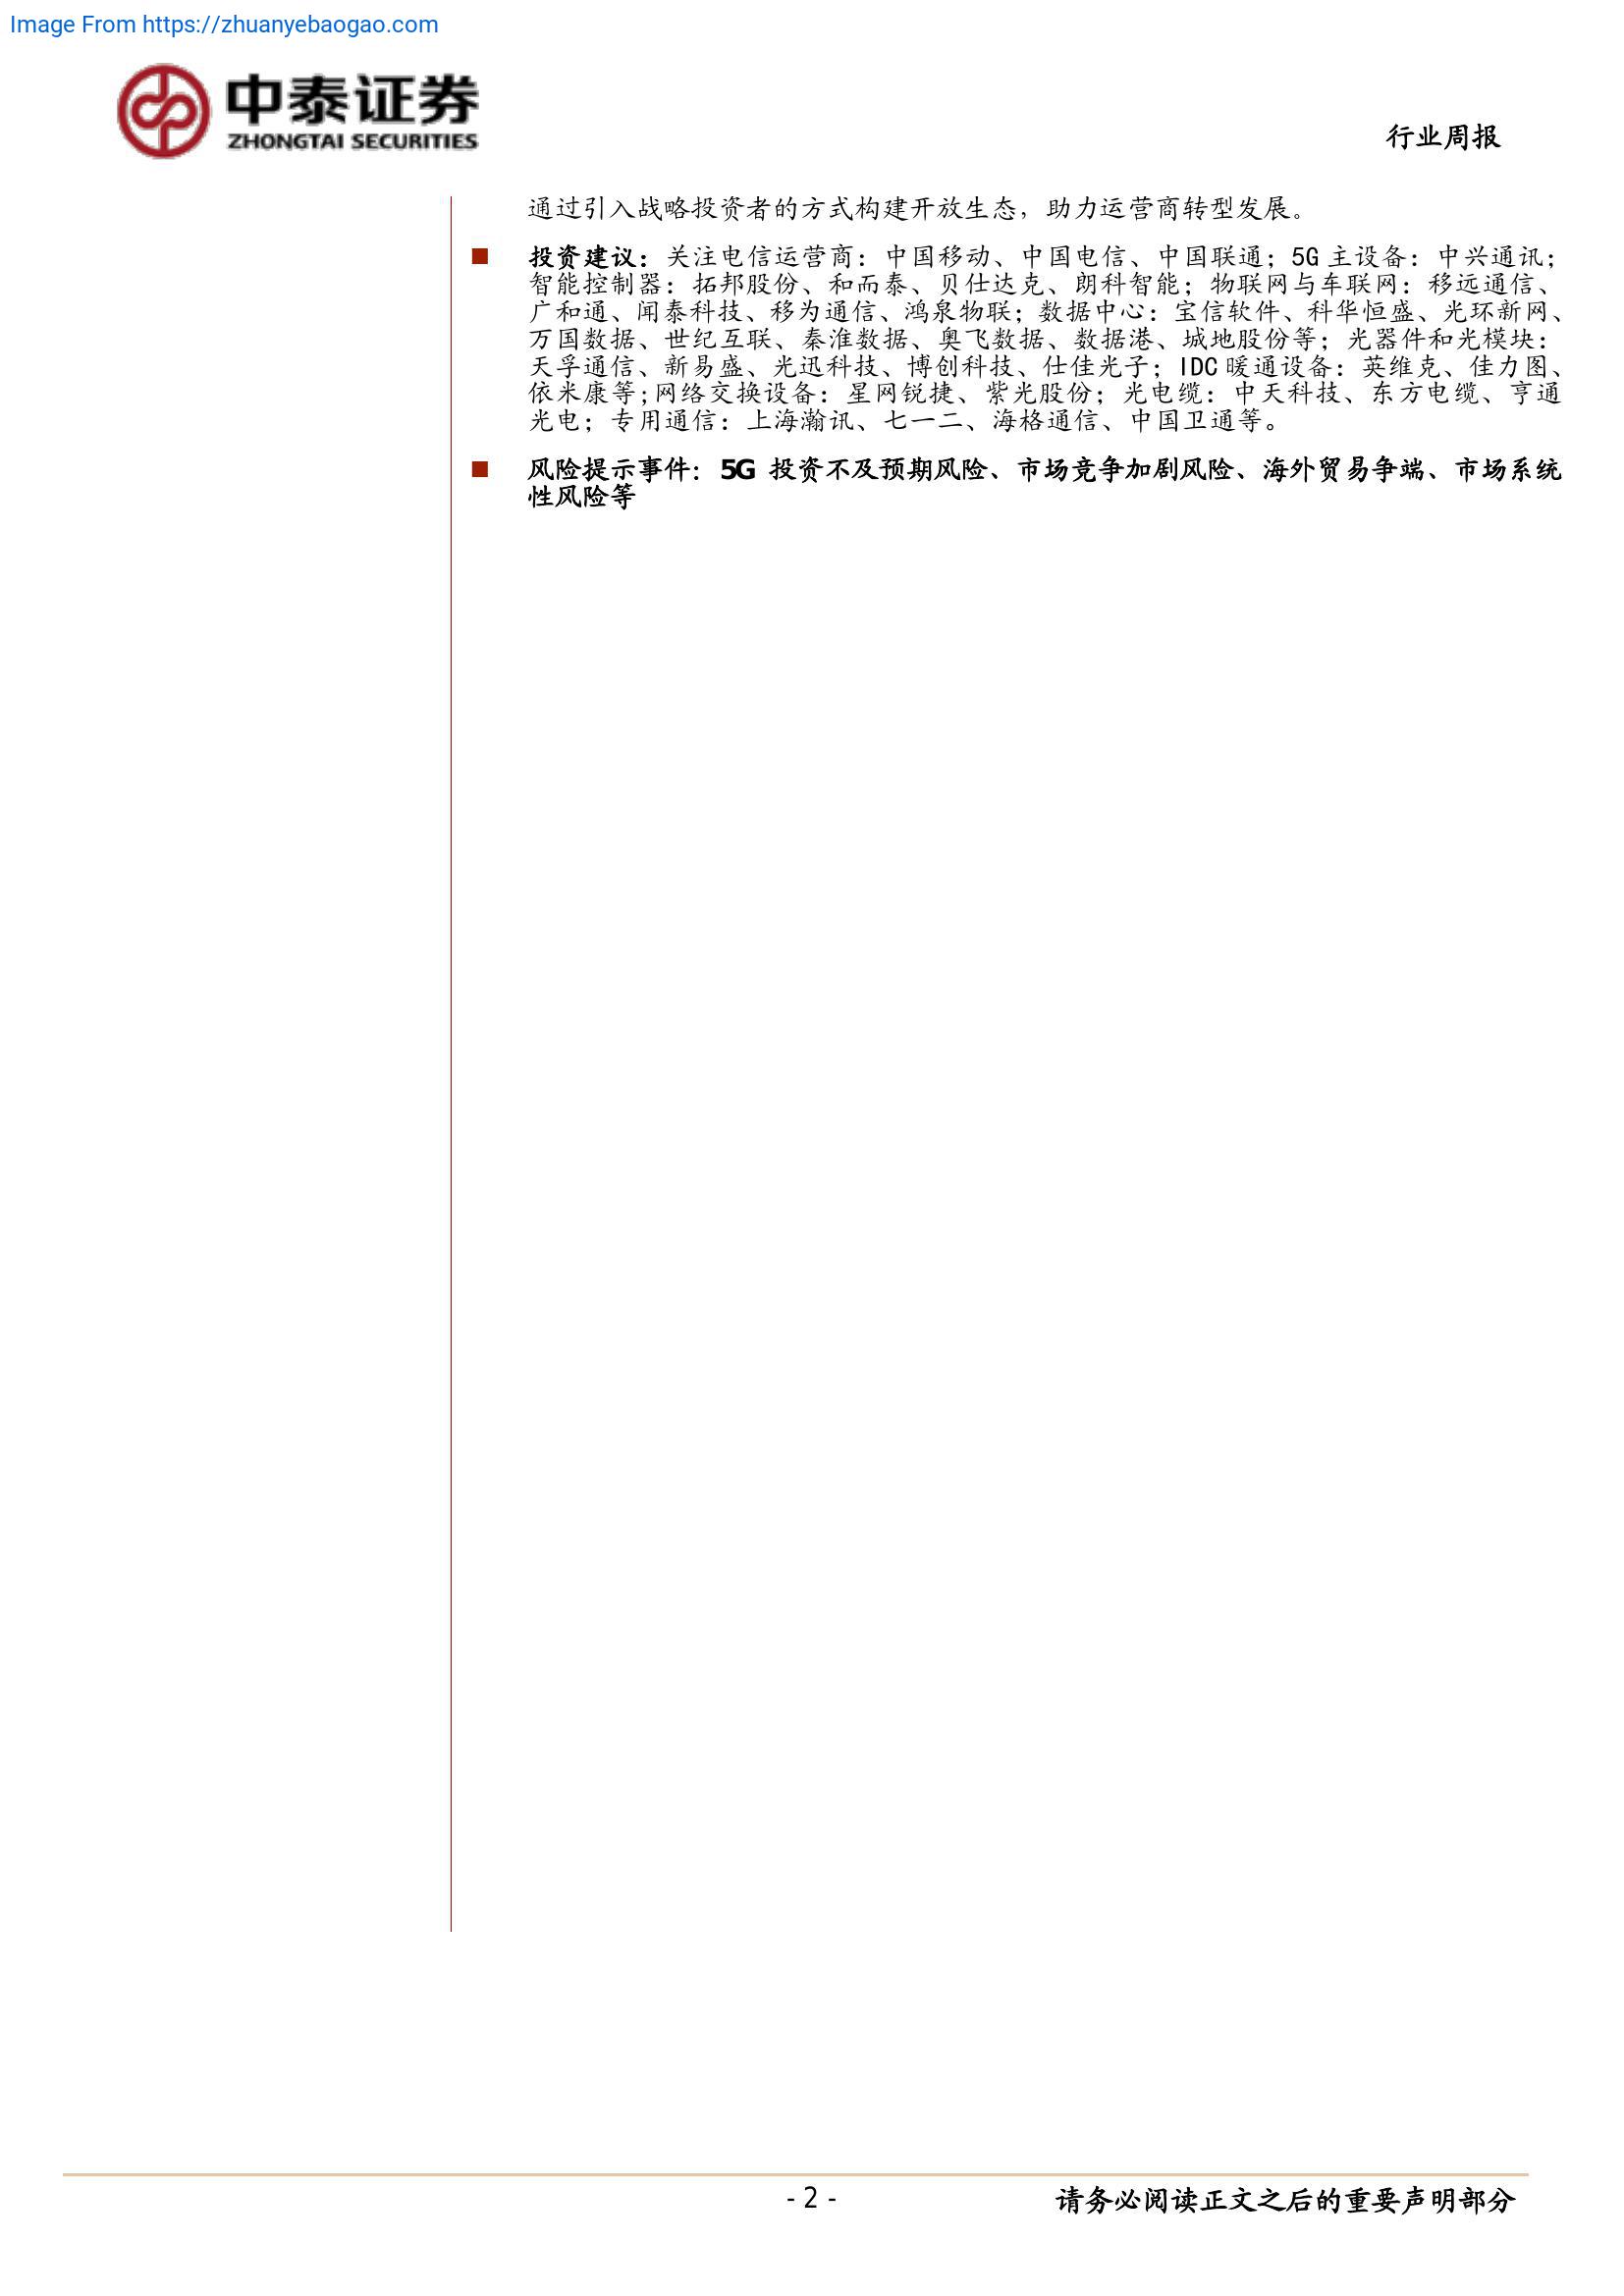 Image From https://zhuanyebaogao.com
中泰证券
ZHONGTAI SECURITIES
行业周报
通过引入战略投资者的方式构建开放生态，助力运营商转型发展。
■ 投资建议：关注电信运营商：中国移动、中国电信、中国联通；5G 主设备：中兴通讯；
智能控制器：拓邦股份、和而泰、贝仕达克、朗科智能；物联网与车联网：移远通信、
广和通、闻泰科技、移为通信、鸿泉物联；数据中心：宝信软件、科华恒盛、光环新网、
万国数据、世纪互联、秦淮数据、奥飞数据、数据港、城地股份等；光器件和光模块：
天孚通信、新易盛、光迅科技、博创科技、仕佳光子；IDC 暖通设备：英维克、佳力图、
依米康等;网络交换设备：星网锐捷、紫光股份；光电缆：中天科技、东方电缆、亨通
光电；专用通信：上海瀚讯、七一二、海格通信、中国卫通等。
■ 风险提示事件：5G 投资不及预期风险、市场竞争加剧风险、海外贸易争端、市场系统
性风险等
- 2 -
请务必阅读正文之后的重要声明部分